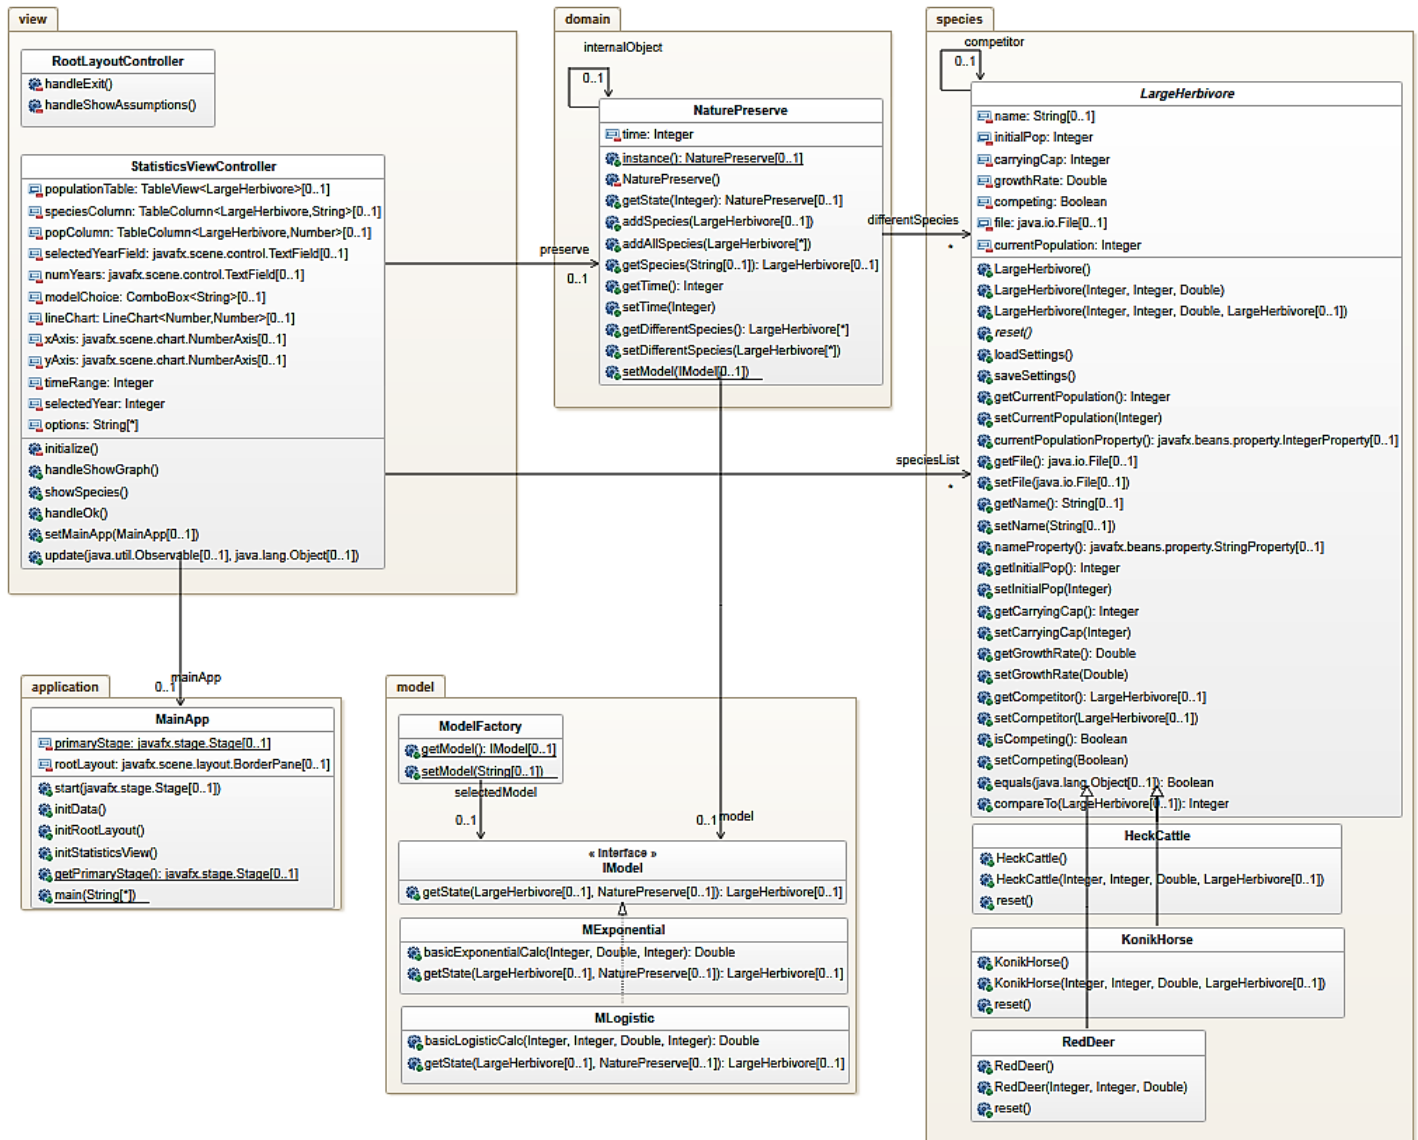 view
RootLayoutController
handleExit()
handleShowAssumptions()
StatisticsViewController
populationTable: TableView<LargeHerbivore>[0..1]
speciesColumn: TableColumn<LargeHerbivore,String>[0..1]
popColumn: TableColumn<LargeHerbivore,Number>[0..1]
selectedYearField: javafx.scene.control.TextField[0..1]
numYears: javafx.scene.control.TextField[0..1]
modelChoice: ComboBox<String>[0..1]
lineChart: LineChart<Number,Number>[0..1]
xAxis: javafx.scene.chart.NumberAxis[0..1]
yAxis: javafx.scene.chart.NumberAxis[0..1]
timeRange: Integer
selectedYear: Integer
options: String[*]
initialize()
handleShowGraph()
showSpecies()
handleOk()
setMainApp(MainApp[0..1])
update(java.util.Observable[0..1], java.lang.Object[0..1])
preserve
0..1
mainApp
0..1
domain
internalObject
0..1
NaturePreserve
time: Integer
instance(): NaturePreserve[0..1]
NaturePreserve()
getState(Integer): NaturePreserve[0..1]
addSpecies(LargeHerbivore[0..1])
addAllSpecies(LargeHerbivore[*])
getSpecies(String[0..1]): LargeHerbivore[0..1]
getTime(): Integer
setTime(Integer)
getDifferentSpecies(): LargeHerbivore[*]
setDifferentSpecies(LargeHerbivore[*])
setModel(IModel[0..1])
differentSpecies
*
speciesList
*
species
competitor
0..1
LargeHerbivore
name: String[0..1]
initialPop: Integer
carryingCap: Integer
growthRate: Double
competing: Boolean
file: java.io.File[0..1]
currentPopulation: Integer
LargeHerbivore()
LargeHerbivore(Integer, Integer, Double)
LargeHerbivore(Integer, Integer, Double, LargeHerbivore[0..1])
reset()
loadSettings()
saveSettings()
getCurrentPopulation(): Integer
setCurrentPopulation(Integer)
currentPopulationProperty(): javafx.beans.property.IntegerProperty[0..1]
getFile(): java.io.File[0..1]
setFile(java.io.File[0..1])
getName(): String[0..1]
setName(String[0..1])
nameProperty(): javafx.beans.property.StringProperty[0..1]
getInitialPop(): Integer
setInitialPop(Integer)
getCarryingCap(): Integer
setCarryingCap(Integer)
getGrowthRate(): Double
setGrowthRate(Double)
getCompetitor(): LargeHerbivore[0..1]
setCompetitor(LargeHerbivore[0..1])
isCompeting(): Boolean
setCompeting(Boolean)
equals(java.lang.Object[0..1]): Boolean
compareTo(LargeHerbivore[0..1]): Integer
HeckCattle
HeckCattle()
HeckCattle(Integer, Integer, Double, LargeHerbivore[0..1])
reset()
KonikHorse
KonikHorse()
KonikHorse(Integer, Integer, Double, LargeHerbivore[0..1])
reset()
RedDeer
RedDeer()
RedDeer(Integer, Integer, Double)
reset()
application
MainApp
primaryStage: javafx.stage.Stage[0..1]
rootLayout: javafx.scene.layout.BorderPane[0..1]
start(javafx.stage.Stage[0..1])
initData()
initRootLayout()
initStatisticsView()
getPrimaryStage(): javafx.stage.Stage[0..1]
main(String[*])
model
ModelFactory
getModel(): IModel[0..1]
setModel(String[0..1])
selectedModel
0..1
0..1
model
« Interface »
IModel
getState(LargeHerbivore[0..1], NaturePreserve[0..1]): LargeHerbivore[0..1]
MExponential
basicExponentialCalc(Integer, Double, Integer): Double
getState(LargeHerbivore[0..1], NaturePreserve[0..1]): LargeHerbivore[0..1]
MLogistic
basicLogisticCalc(Integer, Integer, Double, Integer): Double
getState(LargeHerbivore[0..1], NaturePreserve[0..1]): LargeHerbivore[0..1]